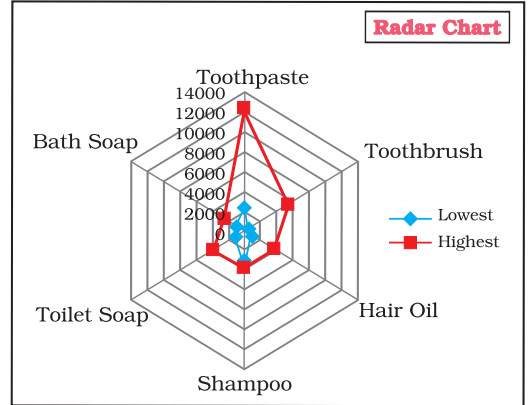 Radar Chart
Toothpaste
14000
12000
10000
8000
6000
4000
2000
0
Bath Soap
Toothbrush
Lowest
Highest
Toilet Soap
Hair Oil
Shampoo